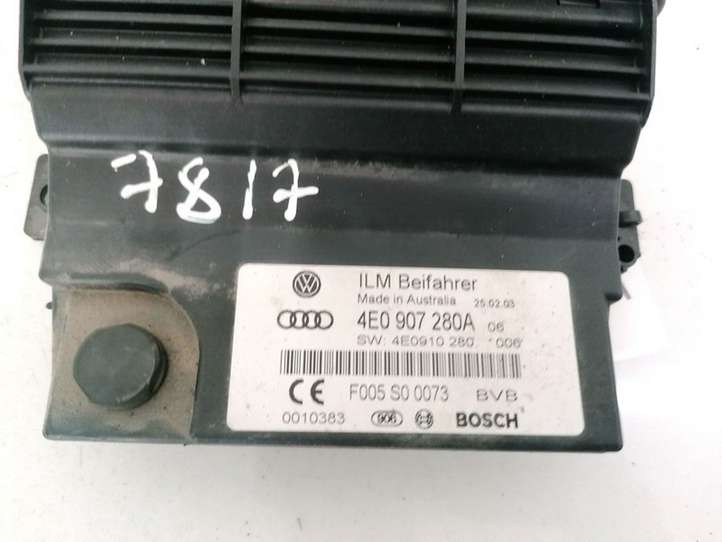 7817
ILM Beifahrer
Made in Australia 25.02.03
4E0 907 280A 06
SW: 4E0910 280 006
F005 S0 0073 BVB
0010383 906 BOSCH